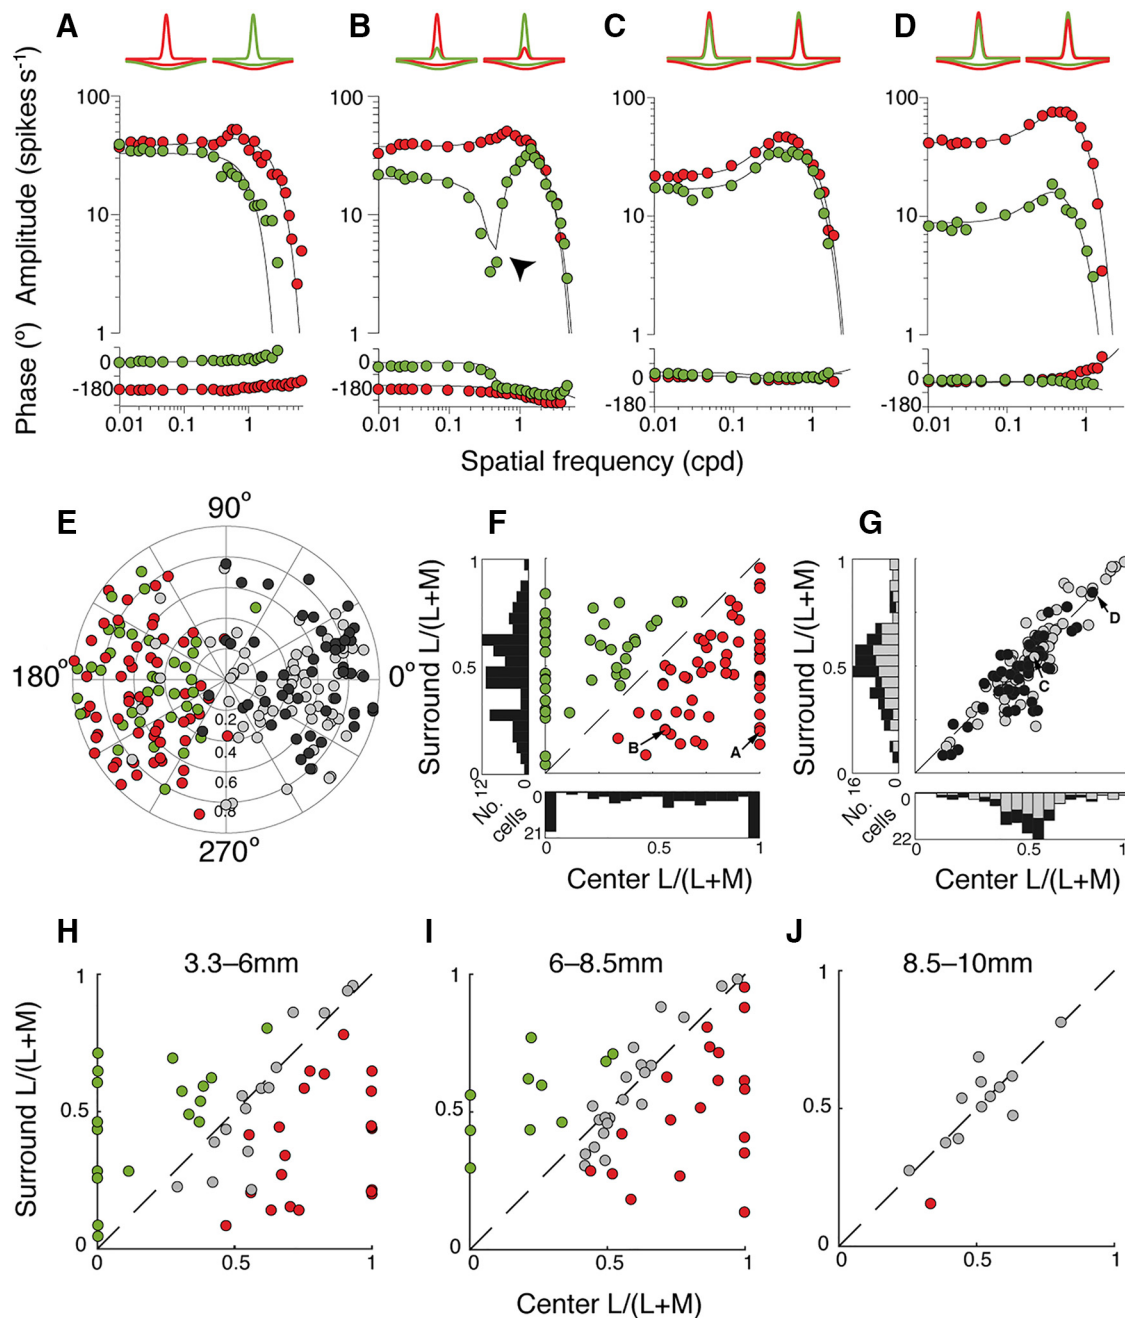 A
B
C
D
Amplitude (spikes s⁻¹)
100
10
1
100
10
1
100
10
1
100
10
1
Phase (º)
0
-180
0
-180
0
-180
0
-180
0.01
0.1
1
0.01
0.1
1
0.01
0.1
1
0.01
0.1
1
Spatial frequency (cpd)
E
90º
180º
0º
270º
0.2
0.4
0.6
0.8
F
Surround L/(L+M)
1
0.5
0
12
0
No. cells
0
21
B
A
0
0.5
1
Center L/(L+M)
G
Surround L/(L+M)
1
0.5
0
16
0
No. cells
0
22
D
C
0
0.5
1
Center L/(L+M)
H
3.3–6mm
Surround L/(L+M)
1
0.5
0
0
0.5
1
I
6–8.5mm
1
0.5
0
0
0.5
1
J
8.5–10mm
1
0.5
0
0
0.5
1
Center L/(L+M)